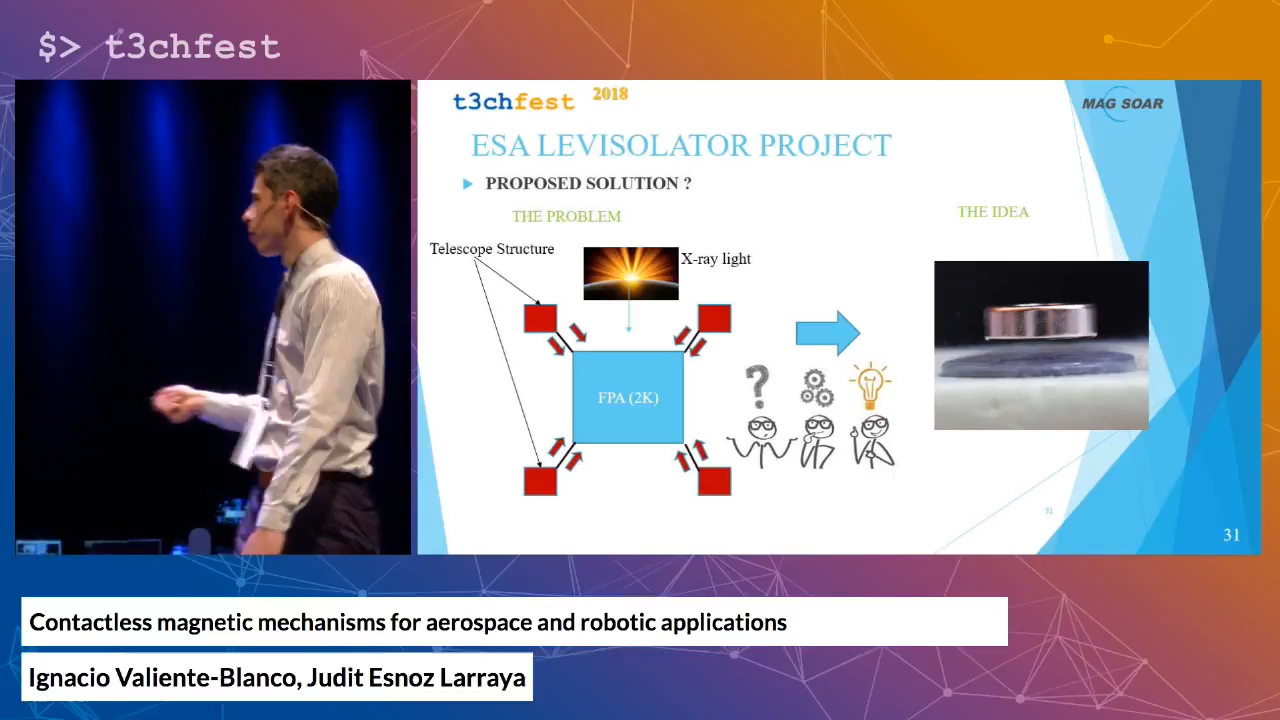 $> t3chfest
t3chfest 2018
MAG SOAR
ESA LEVISOLATOR PROJECT
PROPOSED SOLUTION ?
THE PROBLEM
THE IDEA
Telescope Structure
X-ray light
FPA (2K)
?
31
31
Contactless magnetic mechanisms for aerospace and robotic applications
Ignacio Valiente-Blanco, Judit Esnoz Larraya